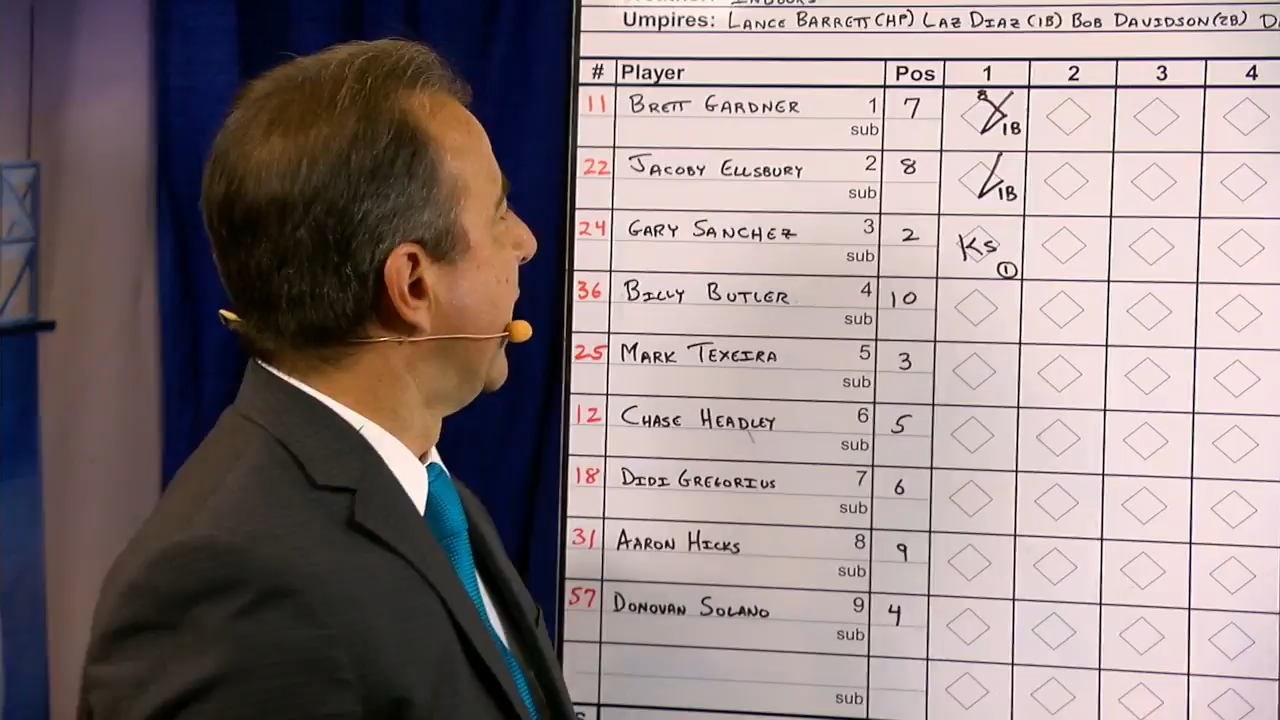 Umpires: LANCE BARRETT (HP) LAZ DIAZ (1B) BOB DAVIDSON (2B)
# Player Pos 1 2 3 4
11 BRETT GARDNER 1 7 8 1B
sub
22 JACOBY ELLSBURY 2 8 1B
sub
24 GARY SANCHEZ 3 2 KS 1
sub
36 BILLY BUTLER 4 10
sub
25 MARK TEXEIRA 5 3
sub
12 CHASE HEADLEY 6 5
sub
18 DIDI GREGORIUS 7 6
sub
31 AARON HICKS 8 9
sub
57 DONOVAN SOLANO 9 4
sub
sub